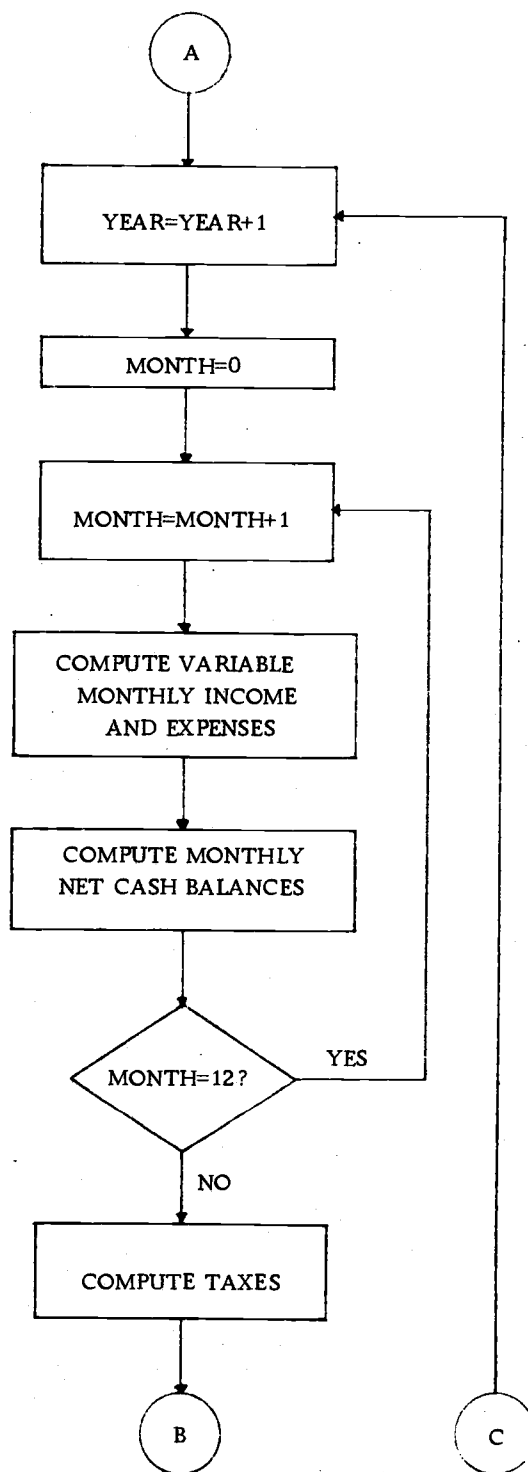 A
YEAR=YEAR+1
MONTH=0
MONTH=MONTH+1
COMPUTE VARIABLE
MONTHLY INCOME
AND EXPENSES
COMPUTE MONTHLY
NET CASH BALANCES
MONTH=12?
YES
NO
COMPUTE TAXES
B
C